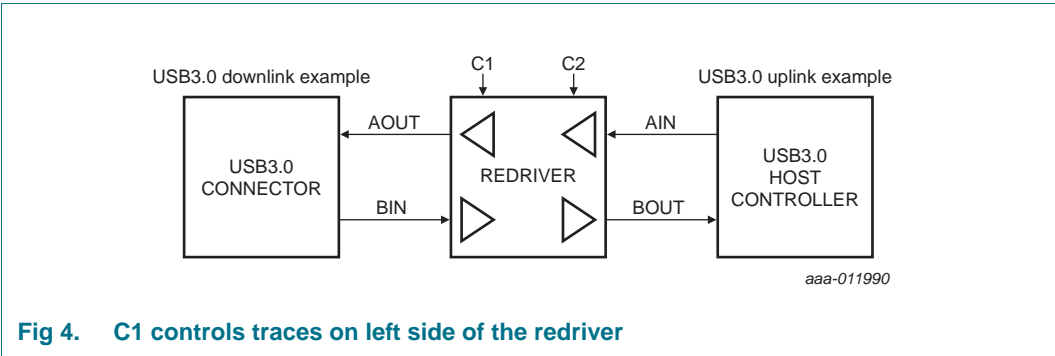 C1
C2
USB3.0 downlink example
USB3.0 uplink example
AOUT
AIN
USB3.0
CONNECTOR
REDRIVER
USB3.0
HOST
CONTROLLER
BIN
BOUT
aaa-011990
Fig 4. C1 controls traces on left side of the redriver